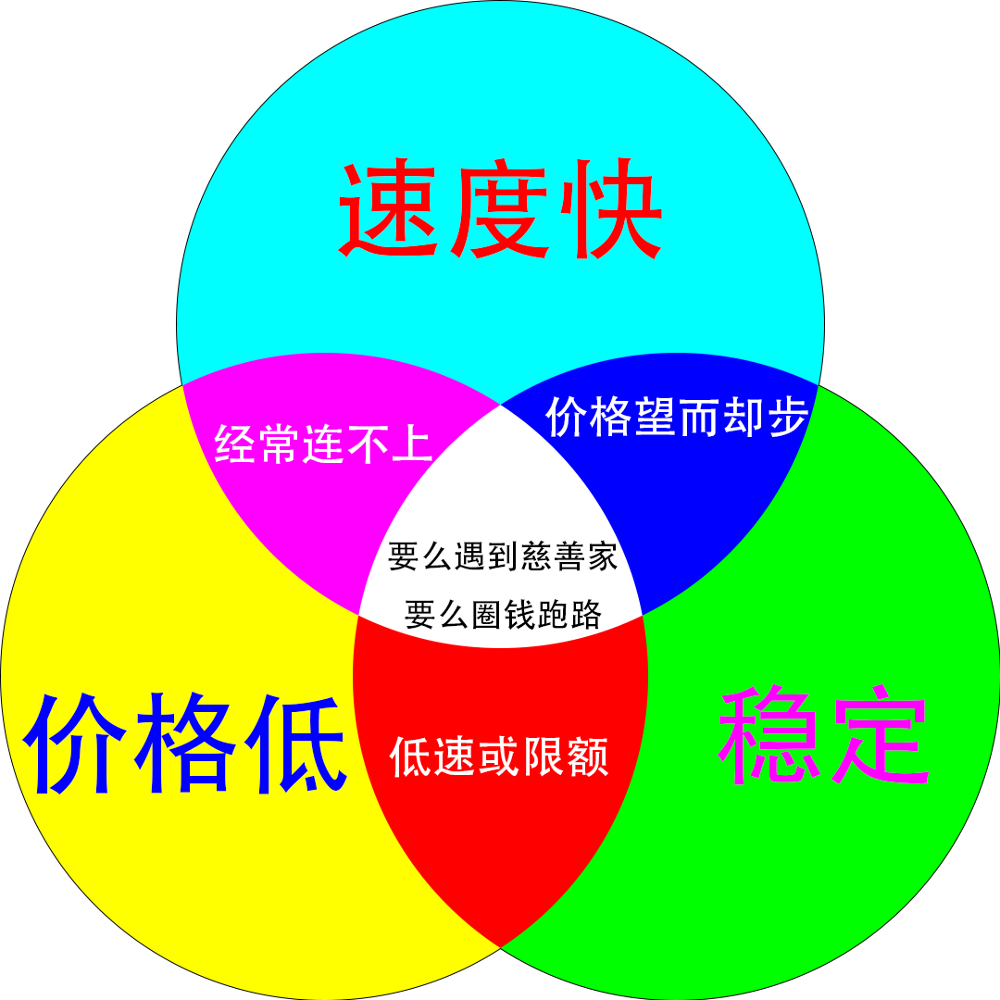 速度快
价格望而却步
经常连不上
要么遇到慈善家
要么圈钱跑路
价格低
低速或限额
稳定